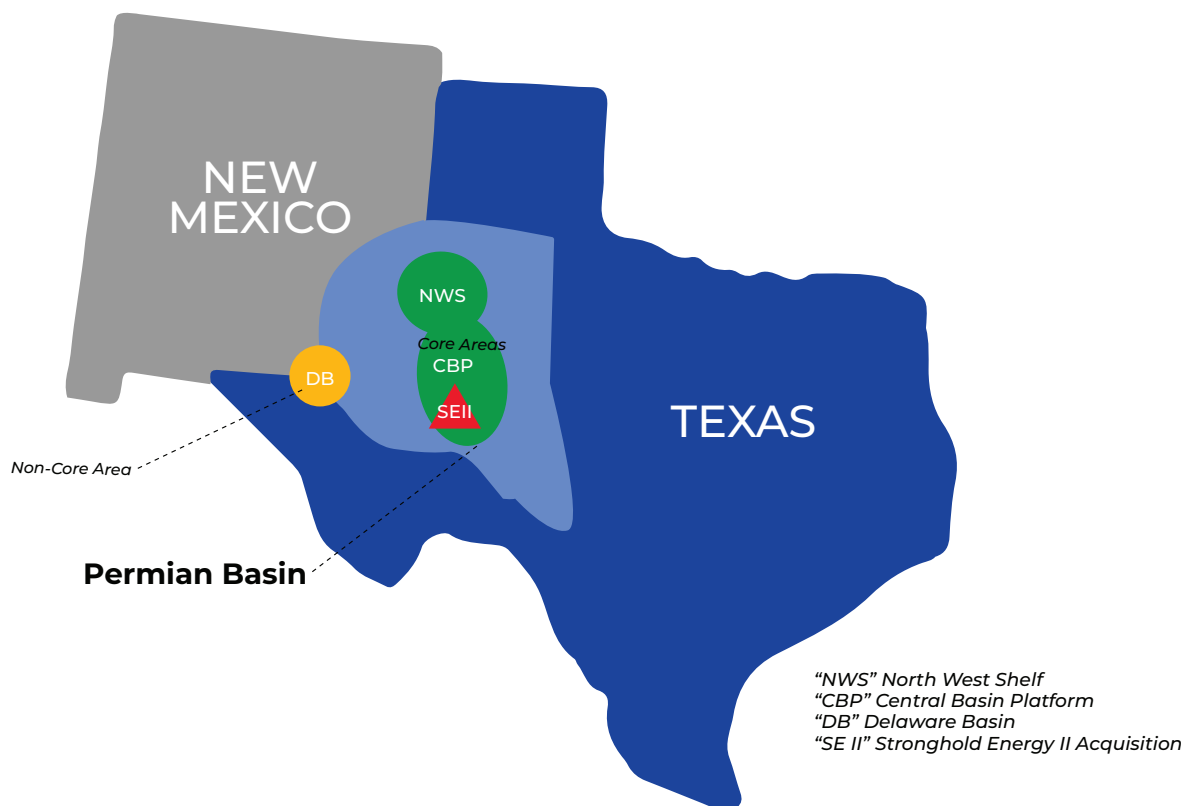 NEW
MEXICO
NWS
Core Areas
CBP
DB
SEII
TEXAS
Non-Core Area
Permian Basin
“NWS” North West Shelf
“CBP” Central Basin Platform
“DB” Delaware Basin
“SE II” Stronghold Energy II Acquisition